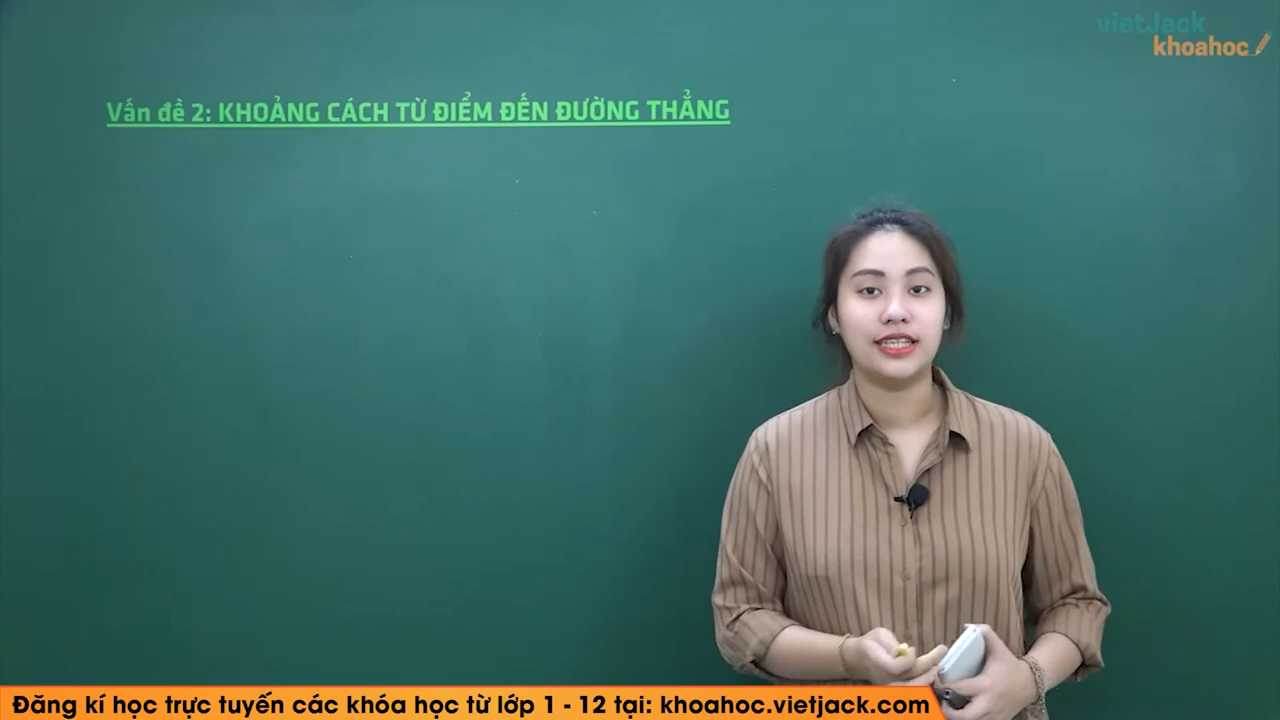 vietJack
khoahoc
Vấn đề 2: KHOẢNG CÁCH TỪ ĐIỂM ĐẾN ĐƯỜNG THẲNG
Đăng kí học trực tuyến các khóa học từ lớp 1 - 12 tại: khoahoc.vietjack.com